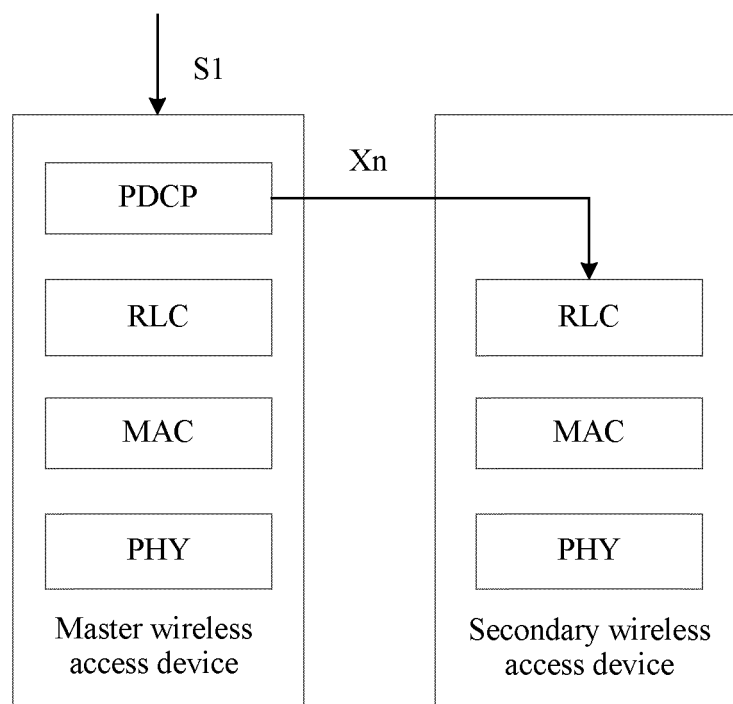 S1
Xn
PDCP
RLC
RLC
MAC
MAC
PHY
PHY
Master wireless
access device
Secondary wireless
access device